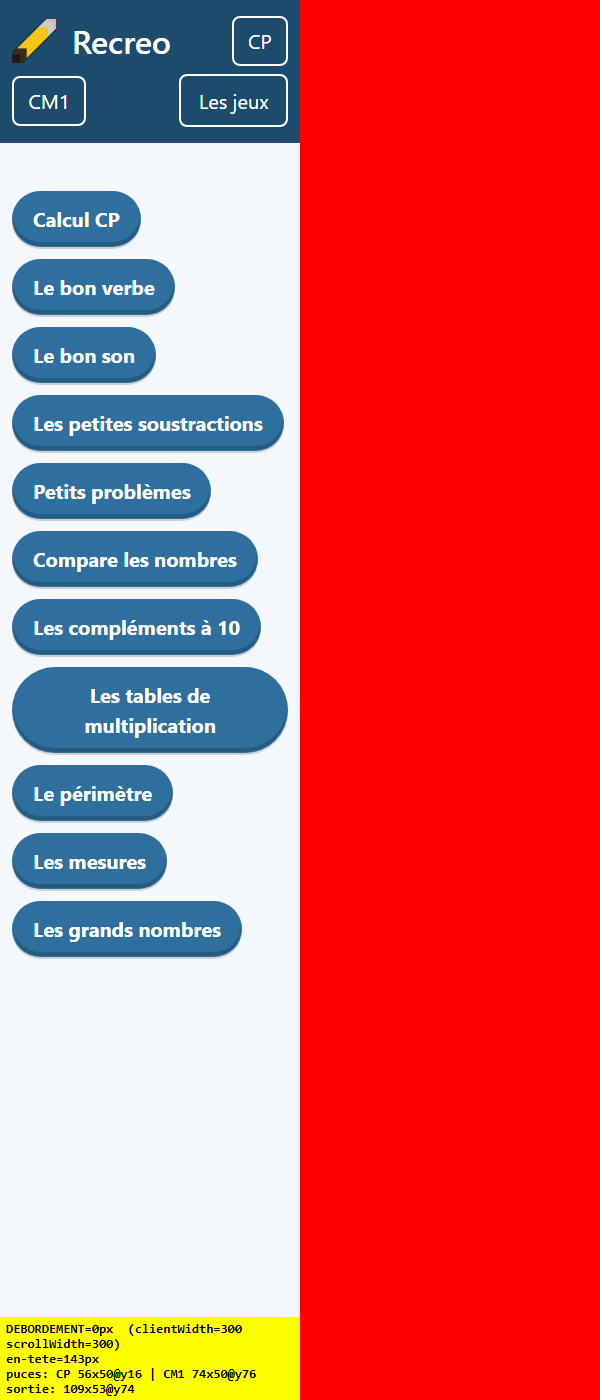 Recreo
CP
CM1
Les jeux
Calcul CP
Le bon verbe
Le bon son
Les petites soustractions
Petits problèmes
Compare les nombres
Les compléments à 10
Les tables de
multiplication
Le périmètre
Les mesures
Les grands nombres
DEBORDEMENT=0px  (clientWidth=300
scrollWidth=300)
en-tete=143px
puces: CP 56x50@y16 | CM1 74x50@y76
sortie: 109x53@y74